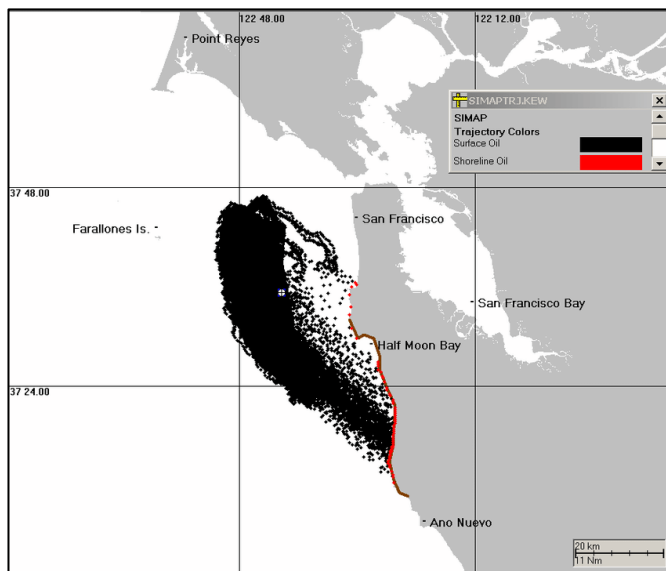 122 48.00
122 12.00
Point Reyes
SIMAPTRJ.KEW
SIMAP
Trajectory Colors
Surface Oil
Shoreline Oil
37 48.00
San Francisco
Farallones Is.
San Francisco Bay
Half Moon Bay
37 24.00
Ano Nuevo
20 km
11 Nm